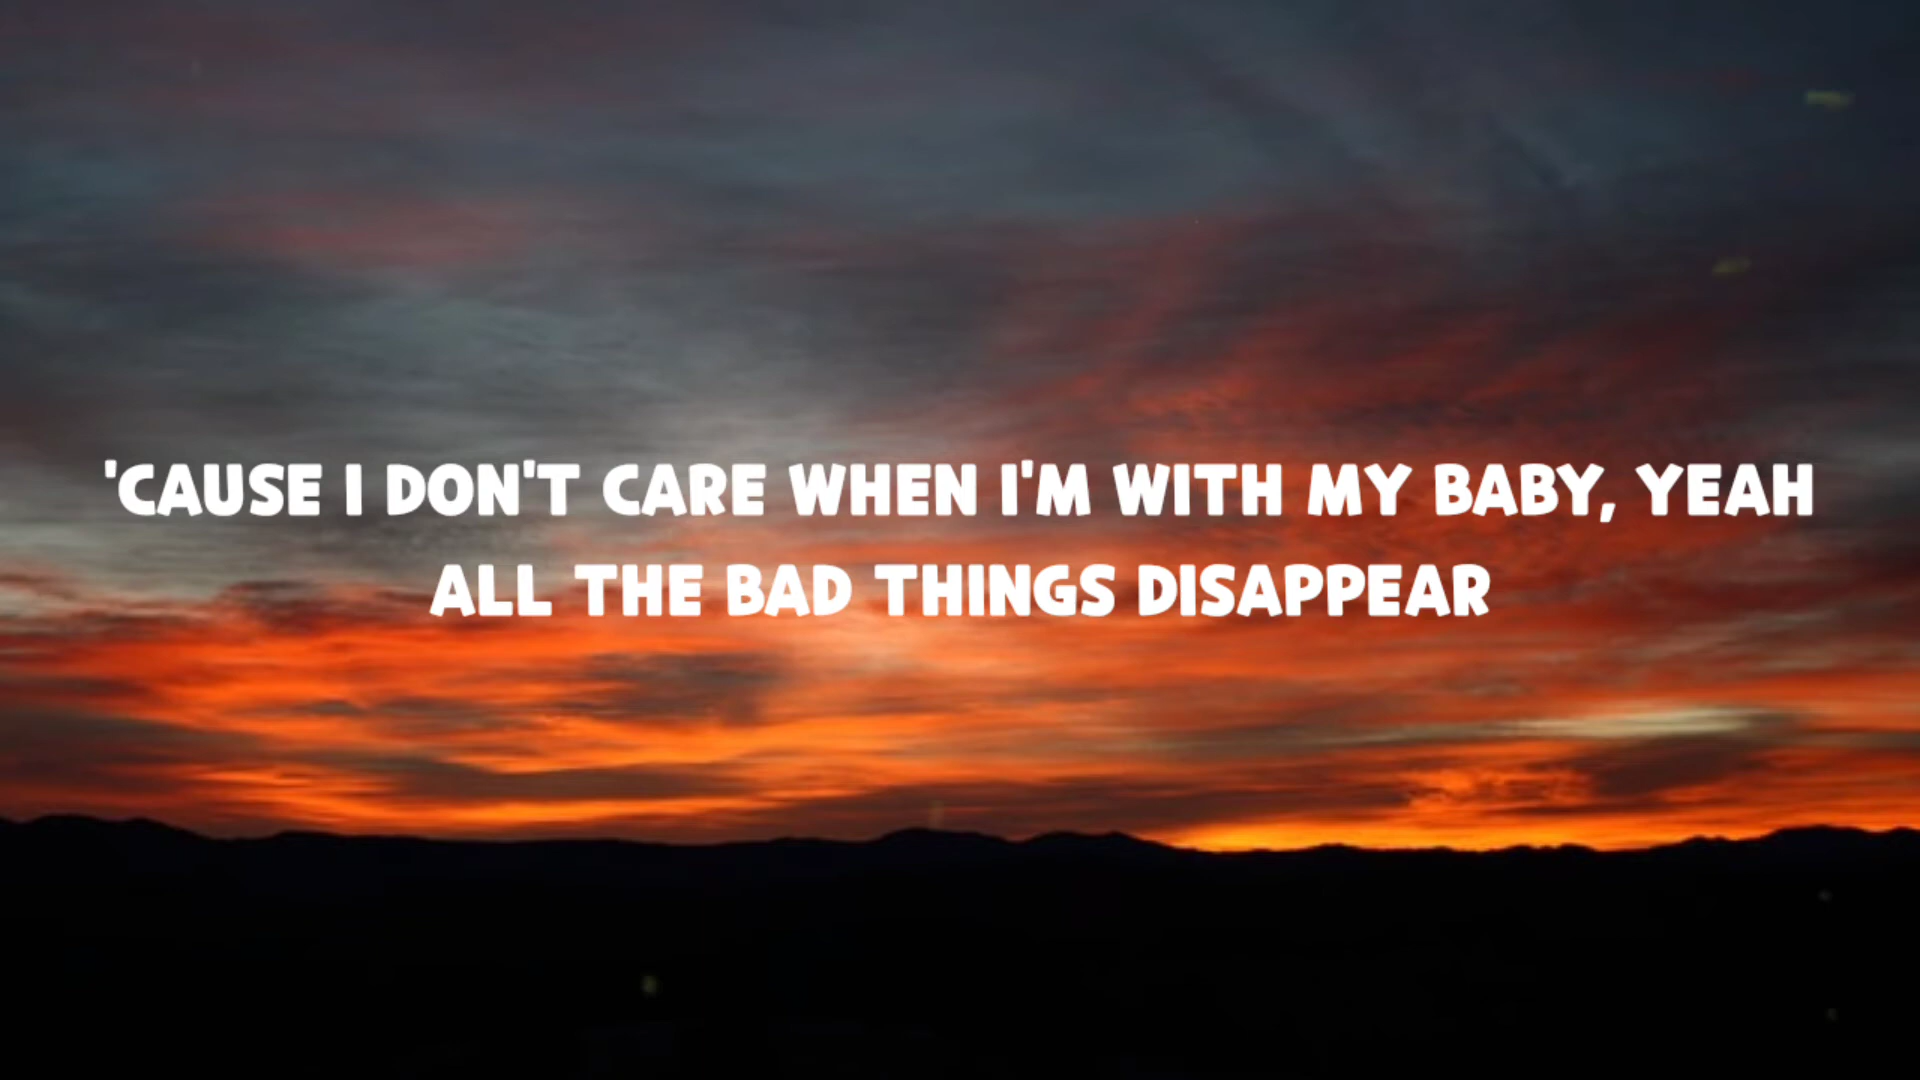 'CAUSE I DON'T CARE WHEN I'M WITH MY BABY, YEAH
ALL THE BAD THINGS DISAPPEAR